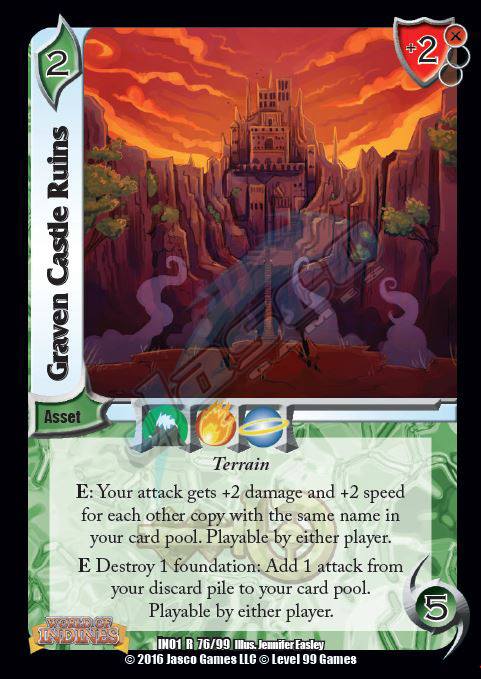 2
+2
Graven Castle Ruins
Jasco
GAMES
Asset
Terrain
E: Your attack gets +2 damage and +2 speed
for each other copy with the same name in
your card pool. Playable by either player.
E Destroy 1 foundation: Add 1 attack from
your discard pile to your card pool.
Playable by either player.
5
WORLD OF
INDINES
IN01 R 76/99 Illus. Jennifer Easley
© 2016 Jasco Games LLC © Level 99 Games